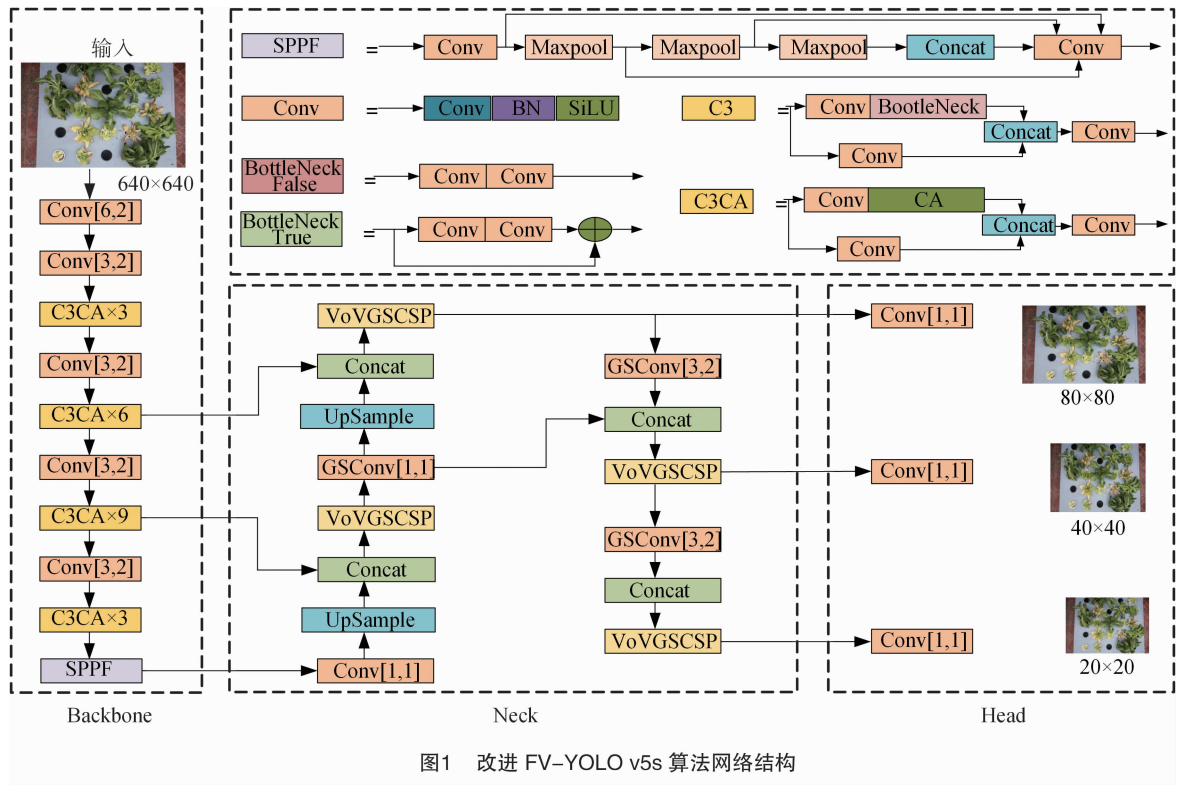 输入
640×640
Conv[6,2]
Conv[3,2]
C3CA×3
Conv[3,2]
C3CA×6
Conv[3,2]
C3CA×9
Conv[3,2]
C3CA×3
SPPF
Backbone
SPPF = Conv Maxpool Maxpool Maxpool Concat Conv
Conv = Conv BN SiLU
BottleNeck
False = Conv Conv
BottleNeck
True = Conv Conv
C3 = Conv BootleNeck
Concat Conv
Conv
C3CA = Conv CA
Concat Conv
Conv
VoVGSCSP
Concat
UpSample
GSConv[1,1]
VoVGSCSP
Concat
UpSample
Conv[1,1]
GSConv[3,2]
Concat
VoVGSCSP
GSConv[3,2]
Concat
VoVGSCSP
Neck
Conv[1,1]
80×80
Conv[1,1]
40×40
Conv[1,1]
20×20
Head
图1 改进 FV-YOLO v5s 算法网络结构